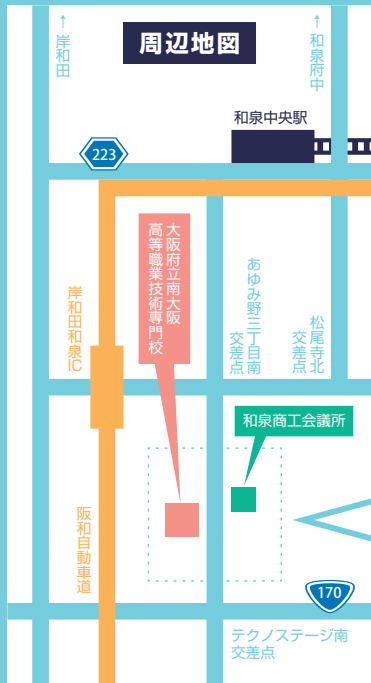 周辺地図
↑岸和田
↑和泉府中
和泉中央駅
223
大阪府立南大阪
高等職業技術専門校
岸和田和泉IC
あゆみ野三丁目南
交差点
松尾寺北
交差点
和泉商工会議所
阪和自動車道
170
テクノステージ南
交差点